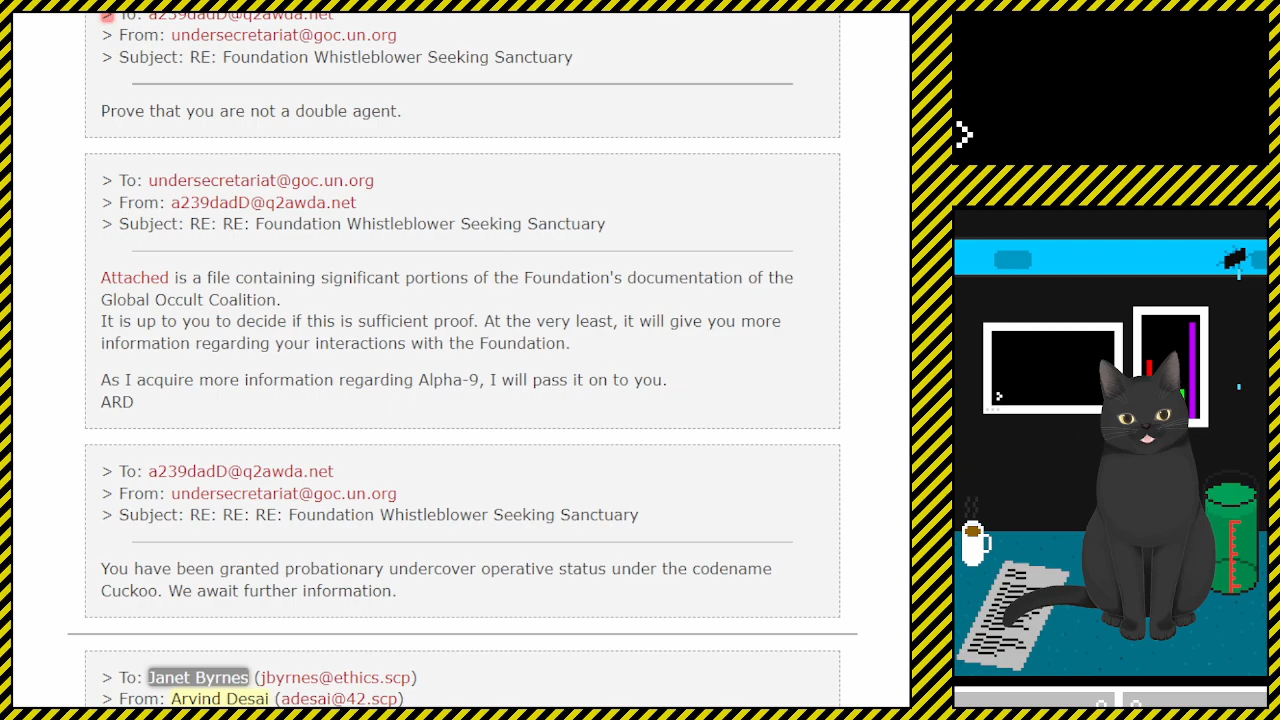 > To: a239dadD@q2awda.net
> From: undersecretariat@goc.un.org
> Subject: RE: Foundation Whistleblower Seeking Sanctuary
Prove that you are not a double agent.
> To: undersecretariat@goc.un.org
> From: a239dadD@q2awda.net
> Subject: RE: RE: Foundation Whistleblower Seeking Sanctuary
Attached is a file containing significant portions of the Foundation's documentation of the
Global Occult Coalition.
It is up to you to decide if this is sufficient proof. At the very least, it will give you more
information regarding your interactions with the Foundation.
As I acquire more information regarding Alpha-9, I will pass it on to you.
ARD
> To: a239dadD@q2awda.net
> From: undersecretariat@goc.un.org
> Subject: RE: RE: RE: Foundation Whistleblower Seeking Sanctuary
You have been granted probationary undercover operative status under the codename
Cuckoo. We await further information.
> To: Janet Byrnes (jbyrnes@ethics.scp)
> From: Arvind Desai (adesai@42.scp)
>
>